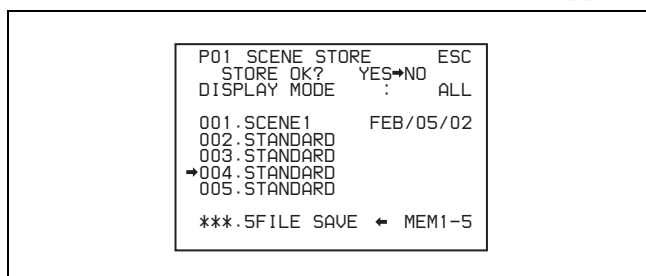 P01 SCENE STORE ESC
STORE OK? YES➡NO
DISPLAY MODE : ALL
001.SCENE1 FEB/05/02
002.STANDARD
003.STANDARD
➡004.STANDARD
005.STANDARD
***.5FILE SAVE ⬅ MEM1-5